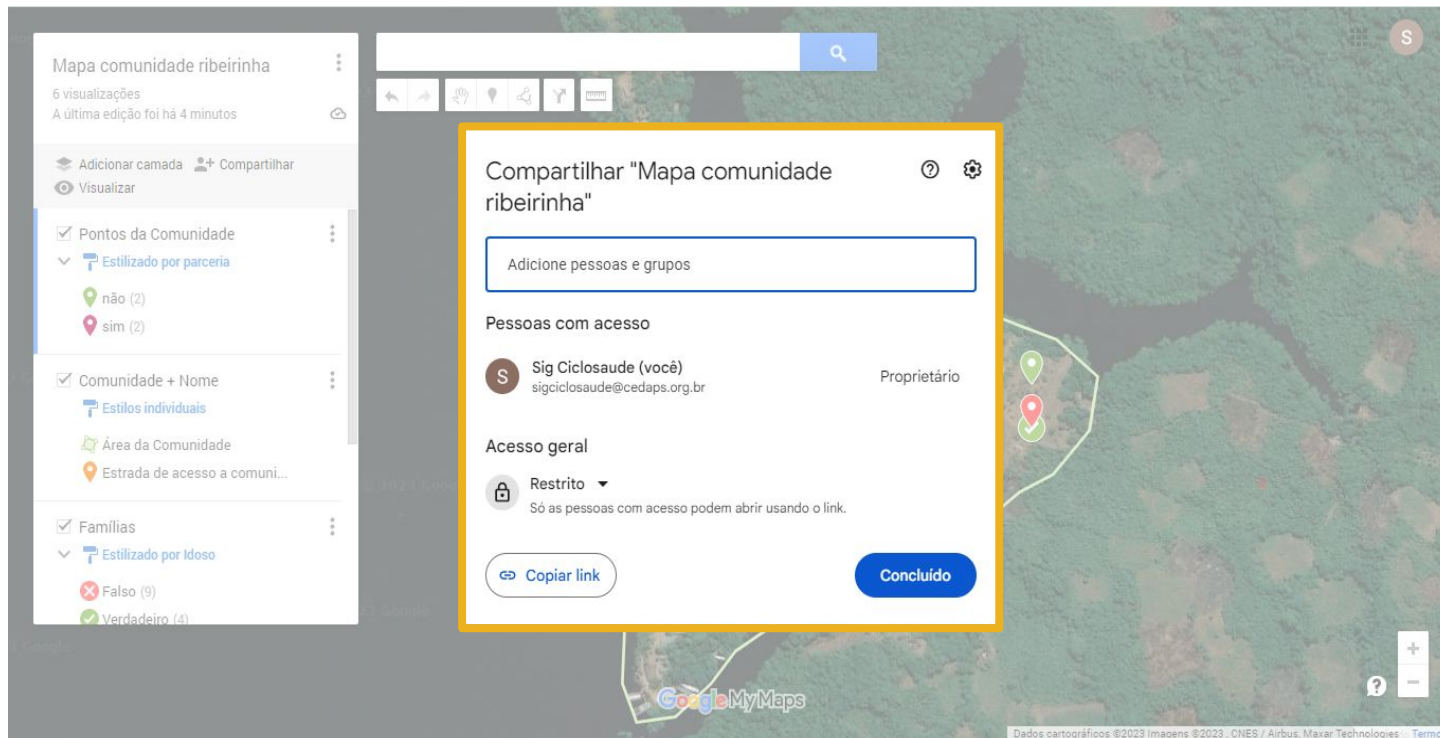 Mapa comunidade ribeirinha
6 visualizações
A última edição foi há 4 minutos
Adicionar camada Compartilhar
Visualizar
Pontos da Comunidade
Estilizado por parceria
não (2)
sim (2)
Comunidade + Nome
Estilos individuais
Área da Comunidade
Estrada de acesso a comuni...
Famílias
Estilizado por Idoso
Falso (9)
Verdadeiro (4)
S
Compartilhar "Mapa comunidade
ribeirinha"
Adicione pessoas e grupos
Pessoas com acesso
S
Sig Ciclosaude (você)
sigciclosaude@cedaps.org.br
Proprietário
Acesso geral
Restrito
Só as pessoas com acesso podem abrir usando o link.
Copiar link
Concluído
Google My Maps
Dados cartográficos ©2023 Imagens ©2023 , CNES / Airbus, Maxar Technologies Termo